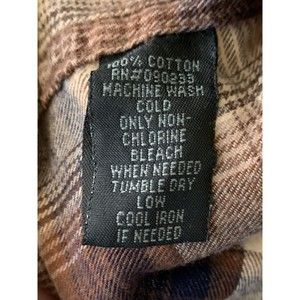 100% COTTON
RN#090233
MACHINE WASH
COLD
ONLY NON-
CHLORINE
BLEACH
WHEN NEEDED
TUMBLE DRY
LOW
COOL IRON
IF NEEDED